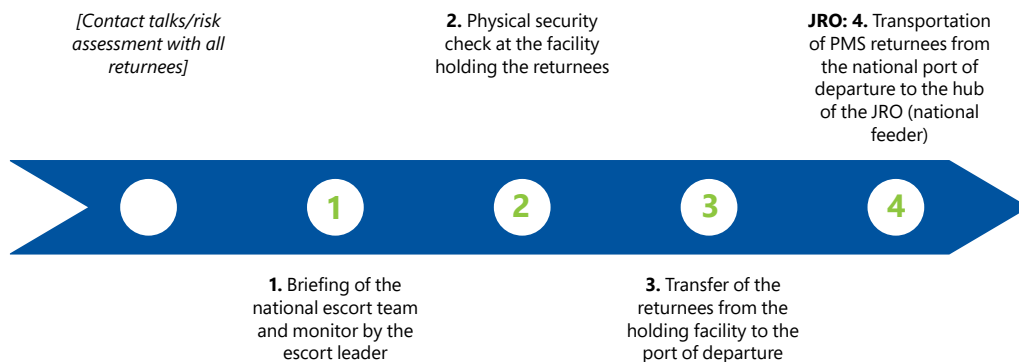 [Contact talks/risk
assessment with all
returnees]
2. Physical security
check at the facility
holding the returnees
JRO: 4. Transportation
of PMS returnees from
the national port of
departure to the hub
of the JRO (national
feeder)
1
2
3
4
1. Briefing of the
national escort team
and monitor by the
escort leader
3. Transfer of the
returnees from the
holding facility to the
port of departure